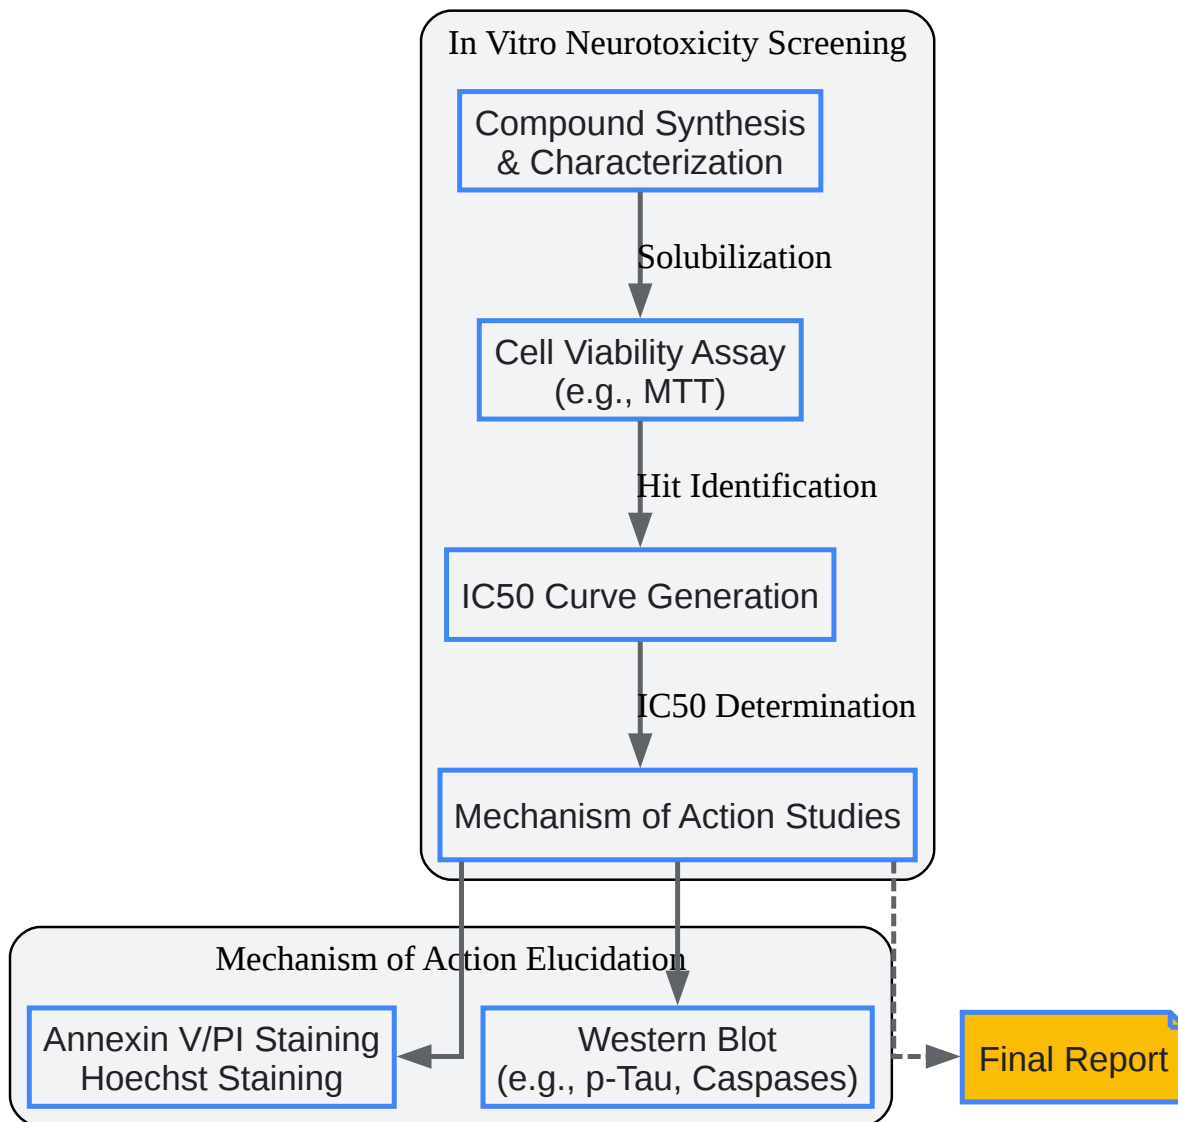 In Vitro Neurotoxicity Screening
Compound Synthesis
& Characterization
Solubilization
Cell Viability Assay
(e.g., MTT)
Hit Identification
IC50 Curve Generation
IC50 Determination
Mechanism of Action Studies
Mechanism of Action Elucidation
Annexin V/PI Staining
Hoechst Staining
Western Blot
(e.g., p-Tau, Caspases)
Final Report